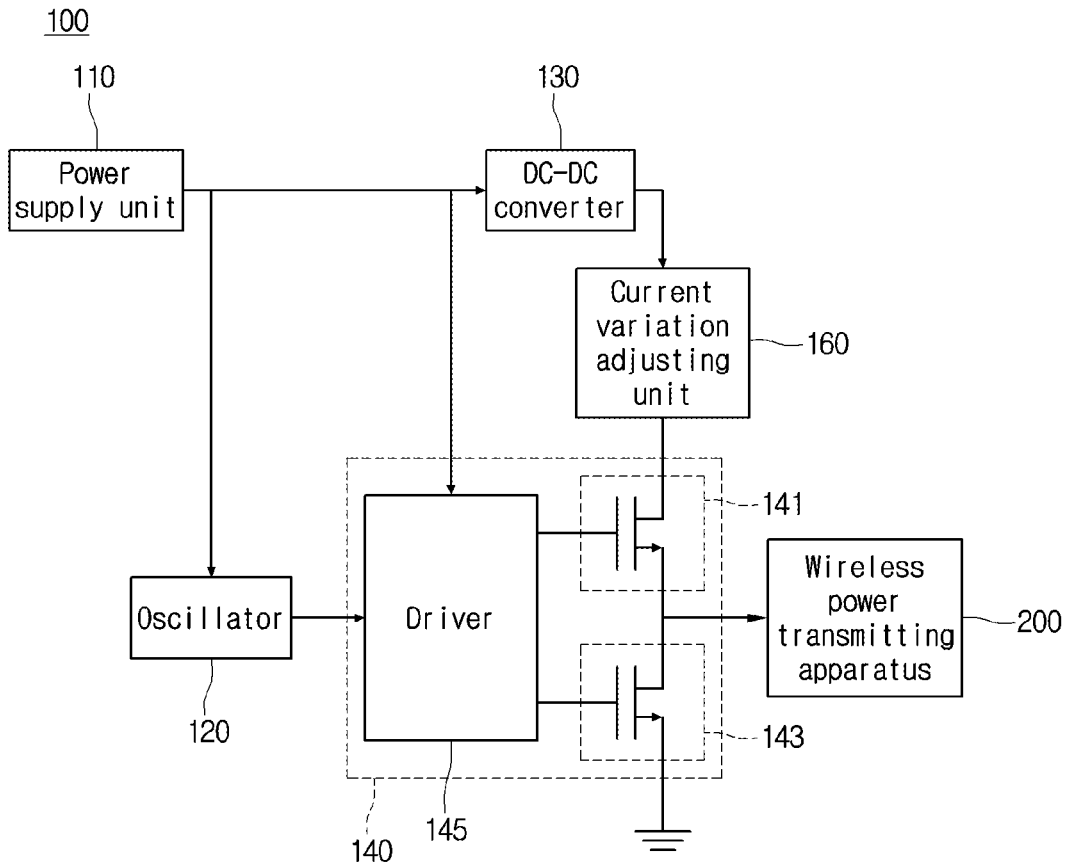 100
110
130
Power
supply unit
DC-DC
converter
Current
variation
adjusting
unit
160
141
Oscillator
Driver
Wireless
power
transmitting
apparatus
200
120
143
145
140